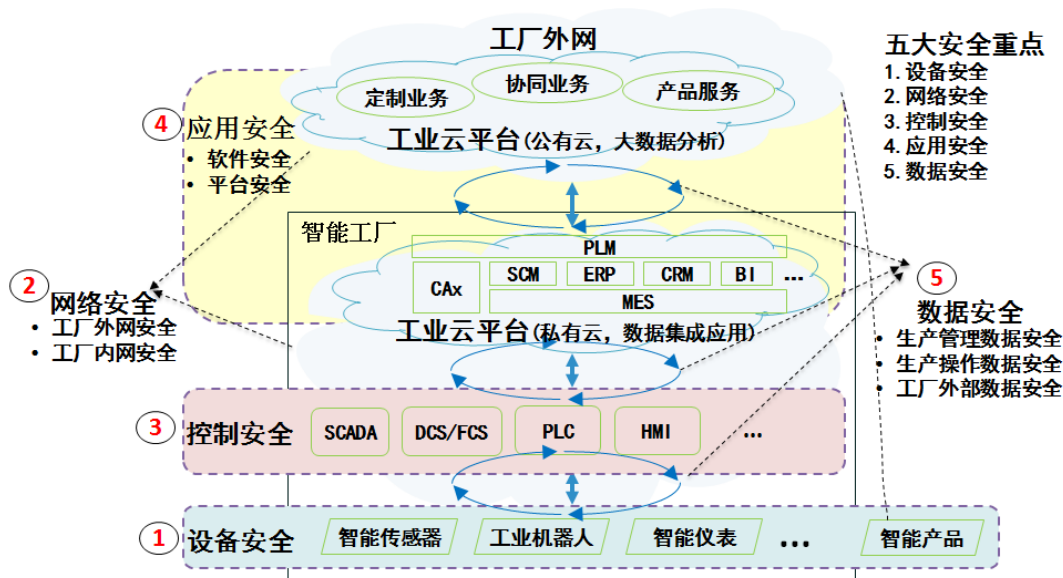 工厂外网
定制业务
协同业务
产品服务
工业云平台(公有云，大数据分析)
五大安全重点
1. 设备安全
2. 网络安全
3. 控制安全
4. 应用安全
5. 数据安全
4
应用安全
• 软件安全
• 平台安全
智能工厂
PLM
CAx
SCM
ERP
CRM
BI
...
MES
工业云平台(私有云，数据集成应用)
2
网络安全
• 工厂外网安全
• 工厂内网安全
5
数据安全
• 生产管理数据安全
• 生产操作数据安全
• 工厂外部数据安全
3
控制安全
SCADA
DCS/FCS
PLC
HMI
...
1
设备安全
智能传感器
工业机器人
智能仪表
...
智能产品